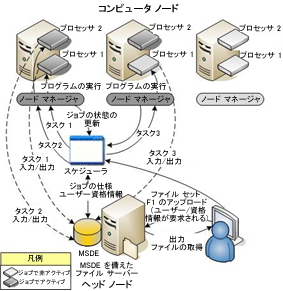 コンピュータ ノード
プロセッサ 2
プロセッサ 2
プロセッサ 2
プロセッサ 1
プロセッサ 1
プロセッサ 1
プログラムの実行
プログラムの実行
ノード マネージャ
ノード マネージャ
ノード マネージャ
ジョブの状態の
更新
タスク 1
タスク2
タスク3
スケジューラ
タスク 1
入力/出力
タスク 3
入力/出力
ジョブの仕様
ユーザー資格情報
ファイル セット
F1 のアップロード
(ユーザー/資格
情報が要求される)
タスク 2
入力/出力
出力
ファイルの取得
MSDE
MSDE を備えた
ファイル サーバー
ヘッド ノード
凡例
ジョブで非アクティブ
ジョブでアクティブ